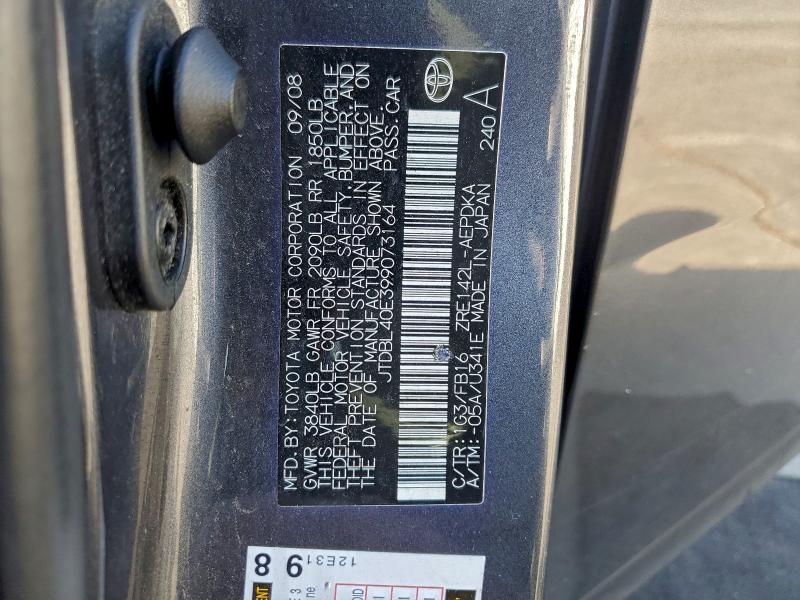 MFD. BY: TOYOTA MOTOR CORPORATION 09/08
GVWR 3840LB GAWR FR 2090LB RR 1850LB
THIS VEHICLE CONFORMS TO ALL APPLICABLE
FEDERAL MOTOR VEHICLE SAFETY, BUMPER, AND
THEFT PREVENTION STANDARDS IN EFFECT ON
THE DATE OF MANUFACTURE SHOWN ABOVE.
JTDBL40E399073164 PASS. CAR
C/TR: 1G3/FB16 ZRE142L-AEPDKA
A/TM: -05A/U341E MADE IN JAPAN
240 A
8 9
12E31